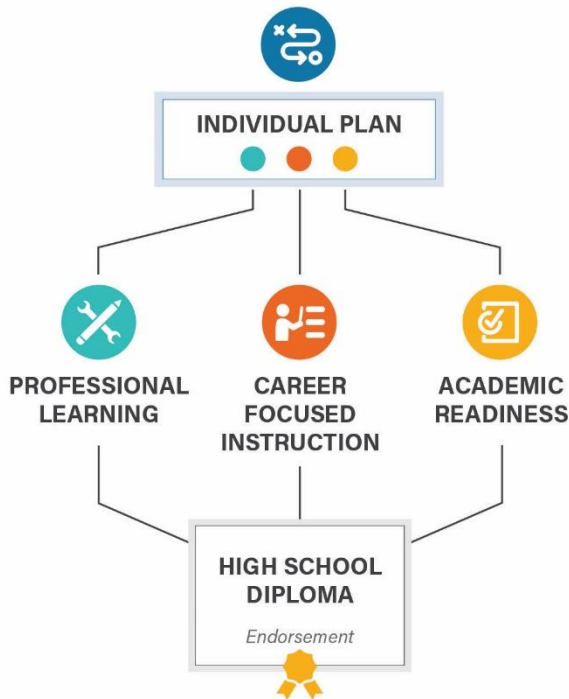 INDIVIDUAL PLAN
PROFESSIONAL
LEARNING
CAREER
FOCUSED
INSTRUCTION
ACADEMIC
READINESS
HIGH SCHOOL
DIPLOMA
Endorsement